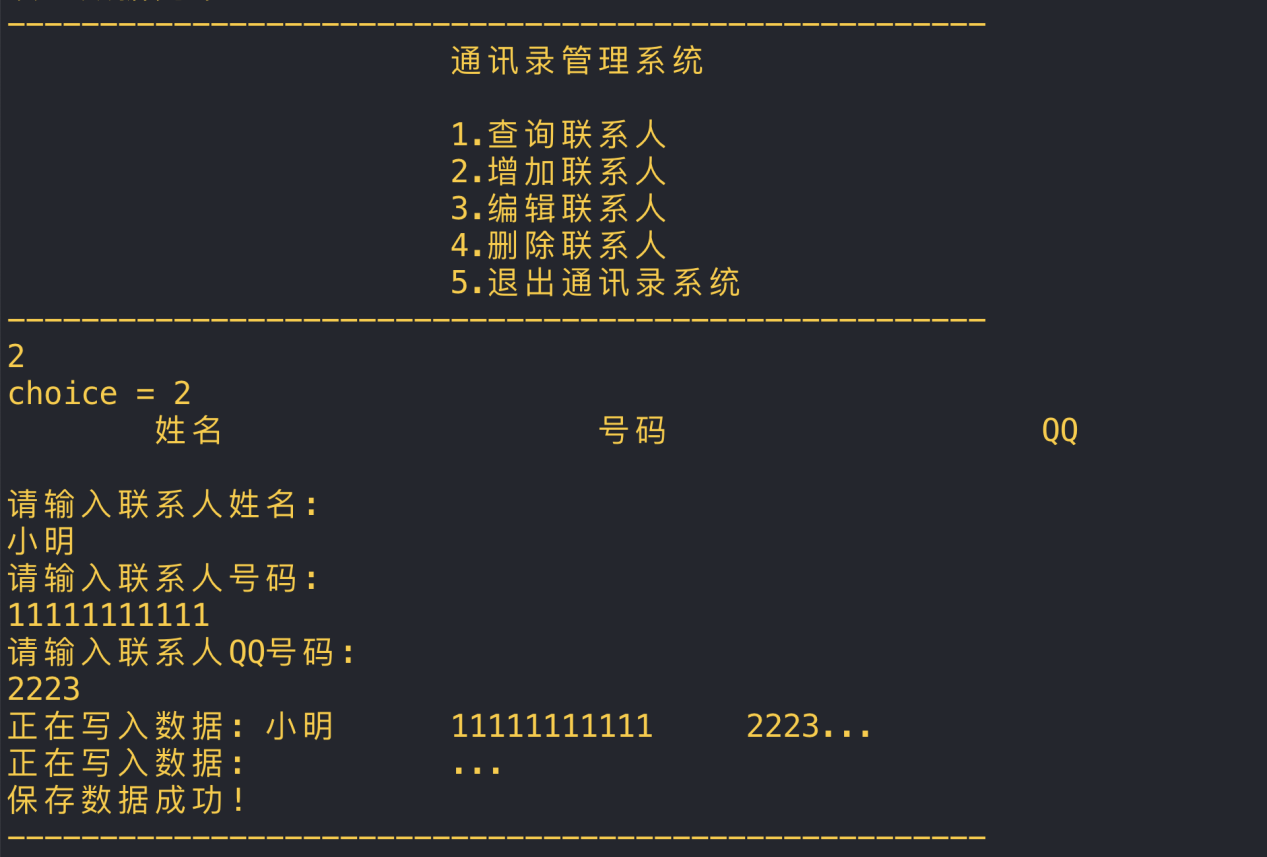 --------------------------------------------------
通讯录管理系统
1.查询联系人
2.增加联系人
3.编辑联系人
4.删除联系人
5.退出通讯录系统
--------------------------------------------------
2
choice = 2
姓名 号码 QQ
请输入联系人姓名:
小明
请输入联系人号码:
11111111111
请输入联系人QQ号码:
2223
正在写入数据: 小明 11111111111 2223...
正在写入数据: ...
保存数据成功!
--------------------------------------------------